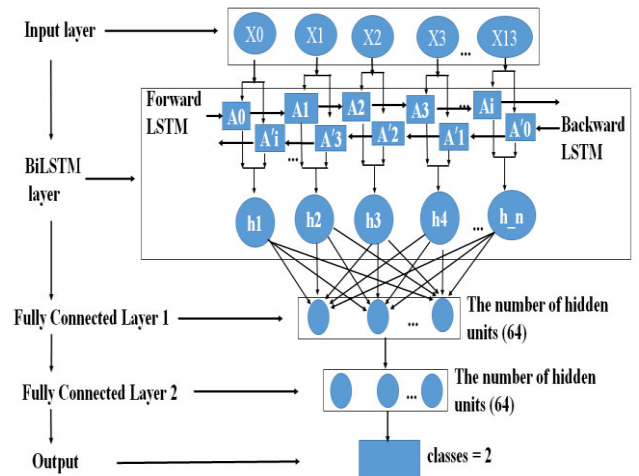 Input layer
X0 X1 X2 X3 ... X13
Forward
LSTM
A0 A1 A2 A3 ... Ai
A'i A'3 A'2 A'1 A'0
...
Backward
LSTM
BiLSTM
layer
h1 h2 h3 h4 ... h_n
Fully Connected Layer 1
...
The number of hidden
units (64)
Fully Connected Layer 2
...
The number of hidden
units (64)
Output
classes = 2